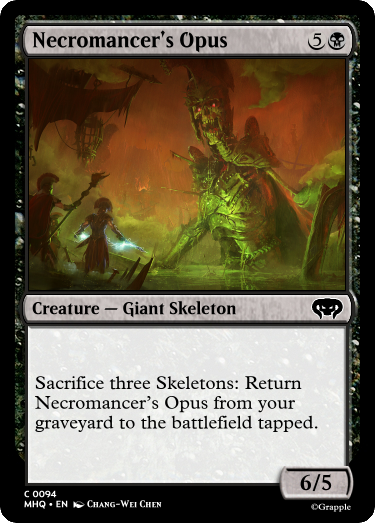 Necromancer's Opus 5
Creature — Giant Skeleton
Sacrifice three Skeletons: Return
Necromancer's Opus from your
graveyard to the battlefield tapped.
6/5
C 0094
MHQ • EN Chang-Wei Chen
©Grapple